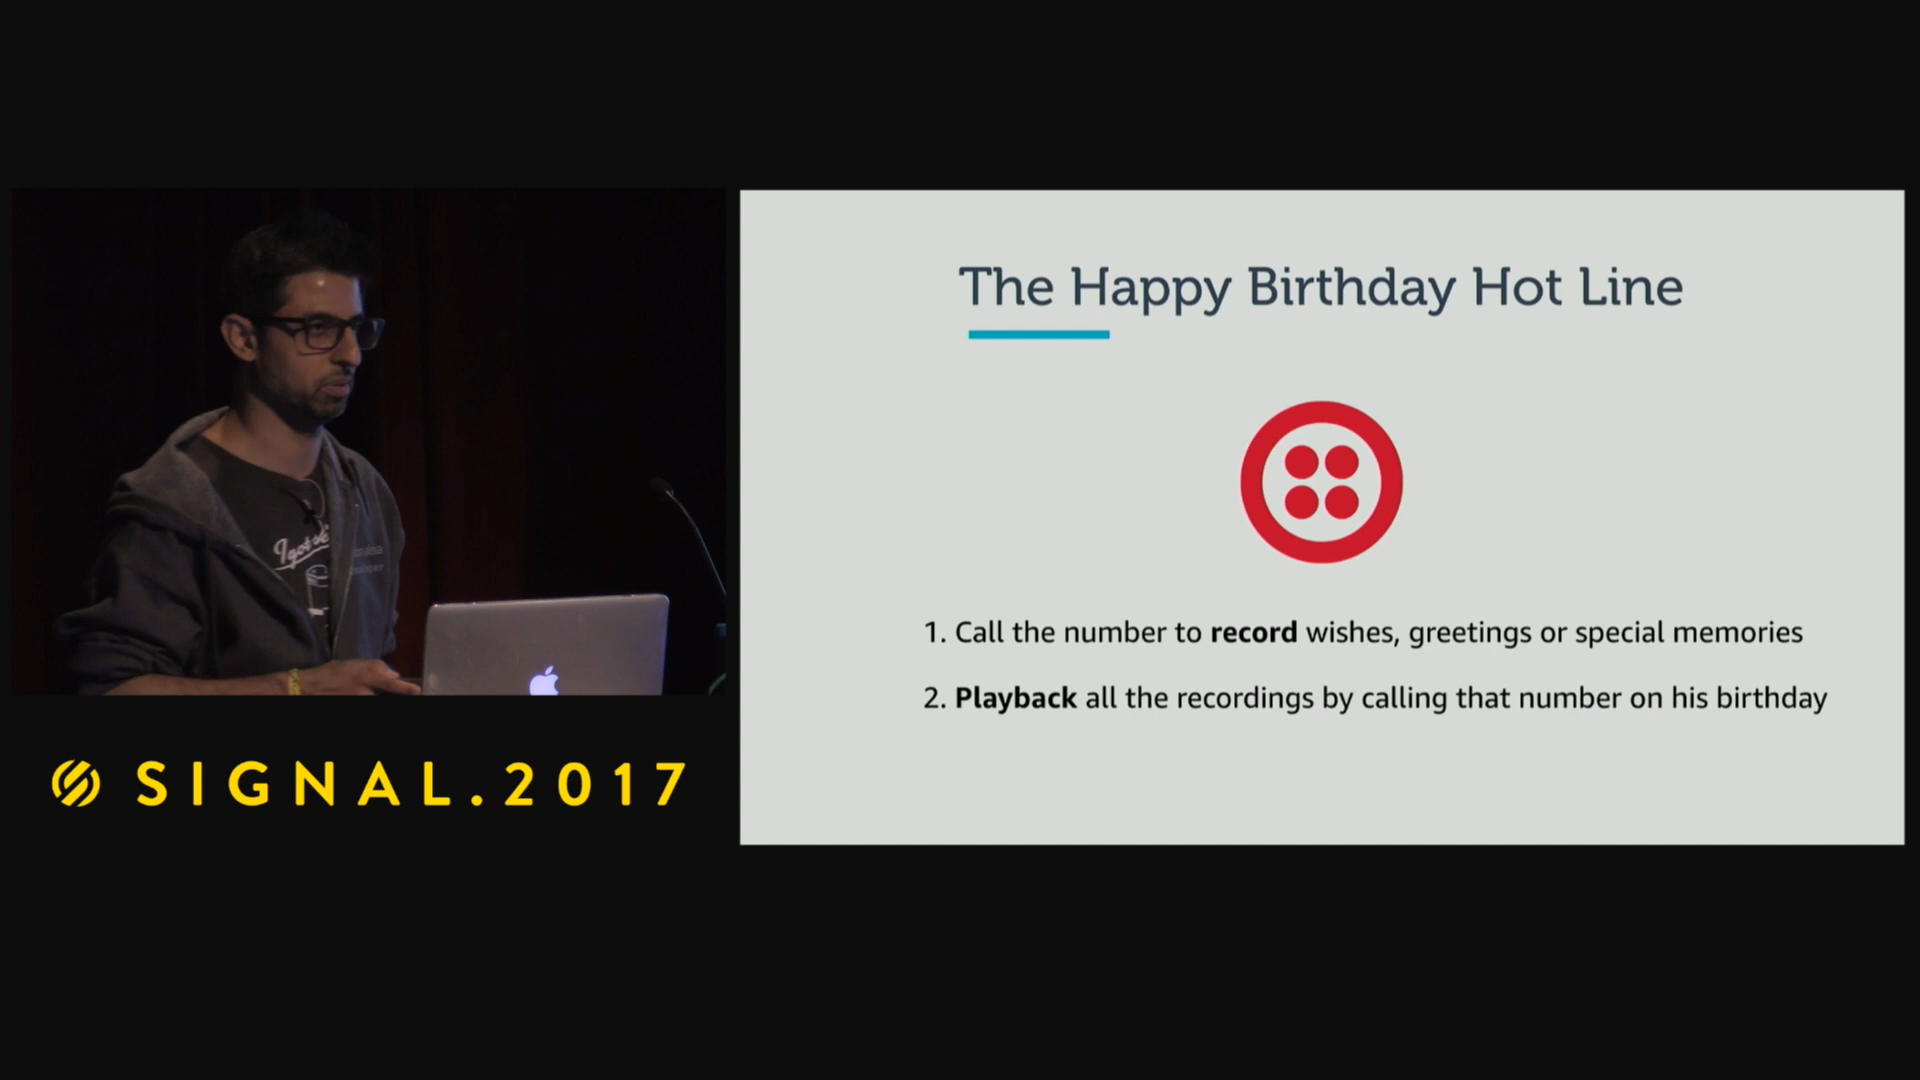 The Happy Birthday Hot Line
1. Call the number to record wishes, greetings or special memories
2. Playback all the recordings by calling that number on his birthday
I got
SIGNAL.2017